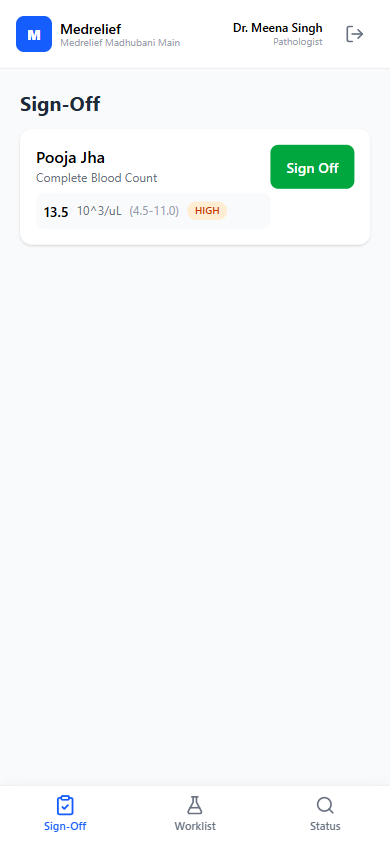 M
Medrelief
Medrelief Madhubani Main
Dr. Meena Singh
Pathologist
Sign-Off
Pooja Jha
Complete Blood Count
Sign Off
13.5 10^3/uL (4.5-11.0) HIGH
Sign-Off
Worklist
Status